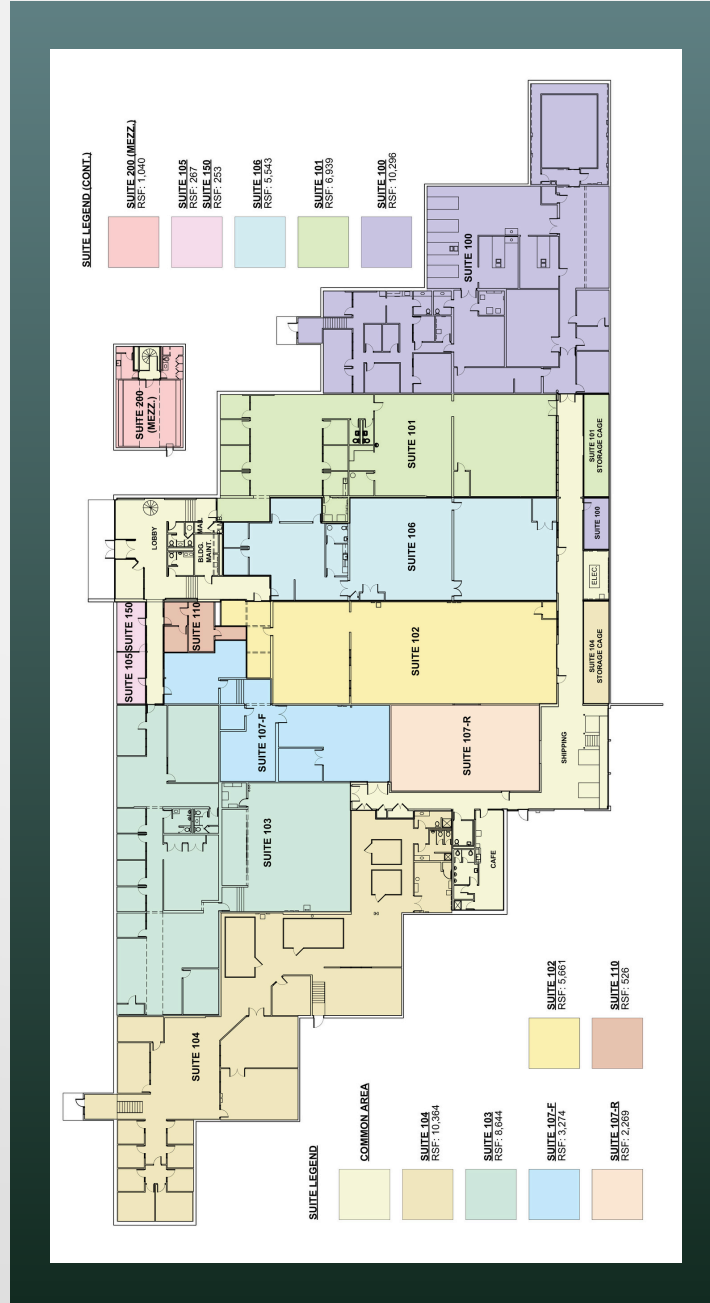 SUITE LEGEND
COMMON AREA
SUITE 104
RSF: 10,364
SUITE 103
RSF: 8,644
SUITE 107-F
RSF: 3,274
SUITE 107-R
RSF: 2,269
SUITE 102
RSF: 5,661
SUITE 110
RSF: 526
SUITE LEGEND (CONT.)
SUITE 200 (MEZZ.)
RSF: 1,040
SUITE 105
RSF: 267
SUITE 150
RSF: 253
SUITE 106
RSF: 5,543
SUITE 101
RSF: 6,939
SUITE 100
RSF: 10,296
SUITE 104
SUITE 103
SUITE 107-F
SUITE 105
SUITE 150
SUITE 110
LOBBY
MAIL
BLDG.
MAINT.
SUITE 200
(MEZZ.)
SUITE 102
SUITE 106
SUITE 101
SUITE 100
SUITE 107-R
CAFE
SHIPPING
SUITE 104
STORAGE CAGE
ELEC.
SUITE 100
SUITE 101
STORAGE CAGE